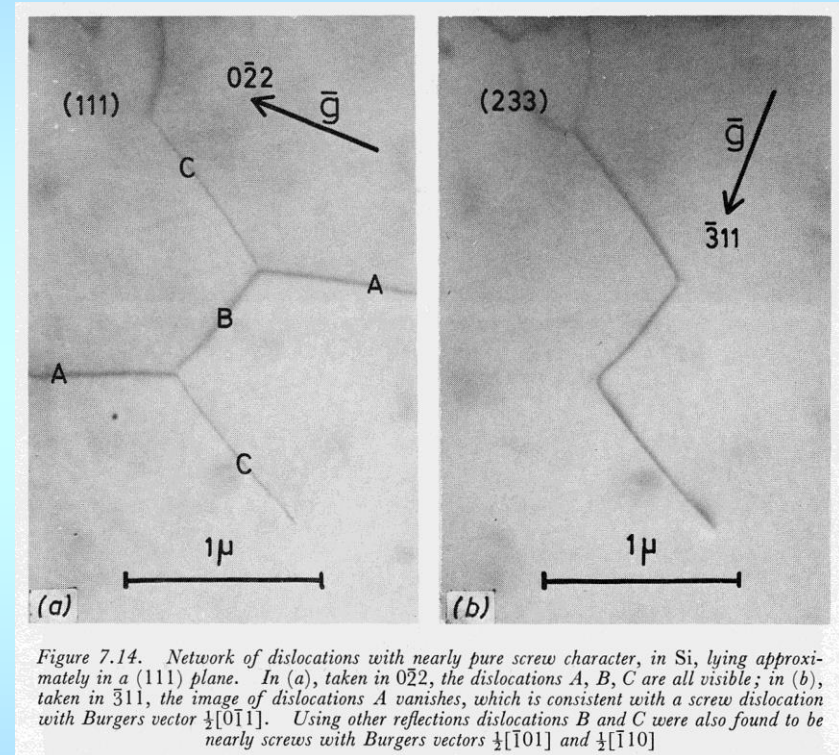 02̄2
(111)
ḡ
C
A
B
A
C
1μ
(a)
(233)
ḡ
3̄11
1μ
(b)
Figure 7.14. Network of dislocations with nearly pure screw character, in Si, lying approxi-
mately in a (111) plane. In (a), taken in 02̄2, the dislocations A, B, C are all visible; in (b),
taken in 3̄11, the image of dislocations A vanishes, which is consistent with a screw dislocation
with Burgers vector ½[01̄1]. Using other reflections dislocations B and C were also found to be
nearly screws with Burgers vectors ½[1̄01] and ½[1̄10]